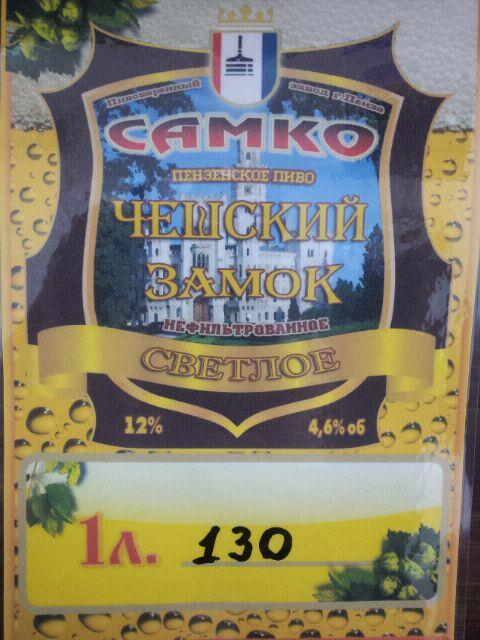 Пивоваренный завод г.Пенза
САМКО
ПЕНЗЕНСКОЕ ПИВО
ЧЕШСКИЙ
ЗАМОК
НЕФИЛЬТРОВАННОЕ
СВЕТЛОЕ
12% 4,6% об
1л. 130